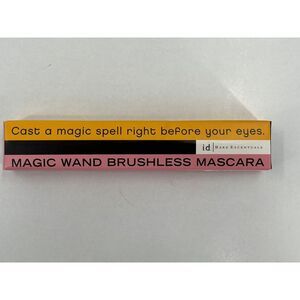 Cast a magic spell right before your eyes.
id | BARE ESCENTUALS
MAGIC WAND BRUSHLESS MASCARA